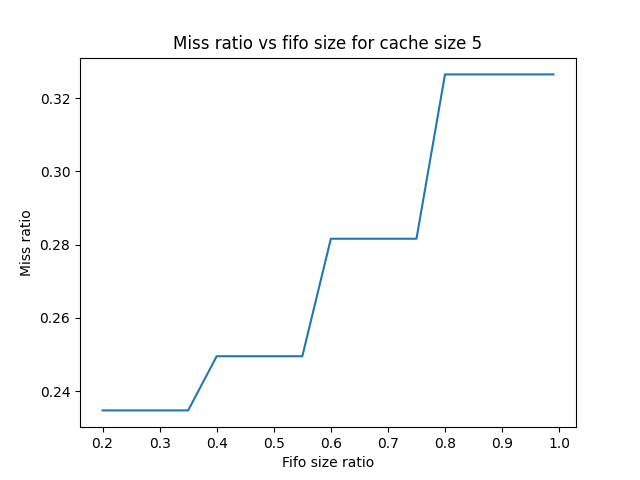 Miss ratio vs fifo size for cache size 5
Miss ratio
0.32
0.30
0.28
0.26
0.24
0.2 0.3 0.4 0.5 0.6 0.7 0.8 0.9 1.0
Fifo size ratio